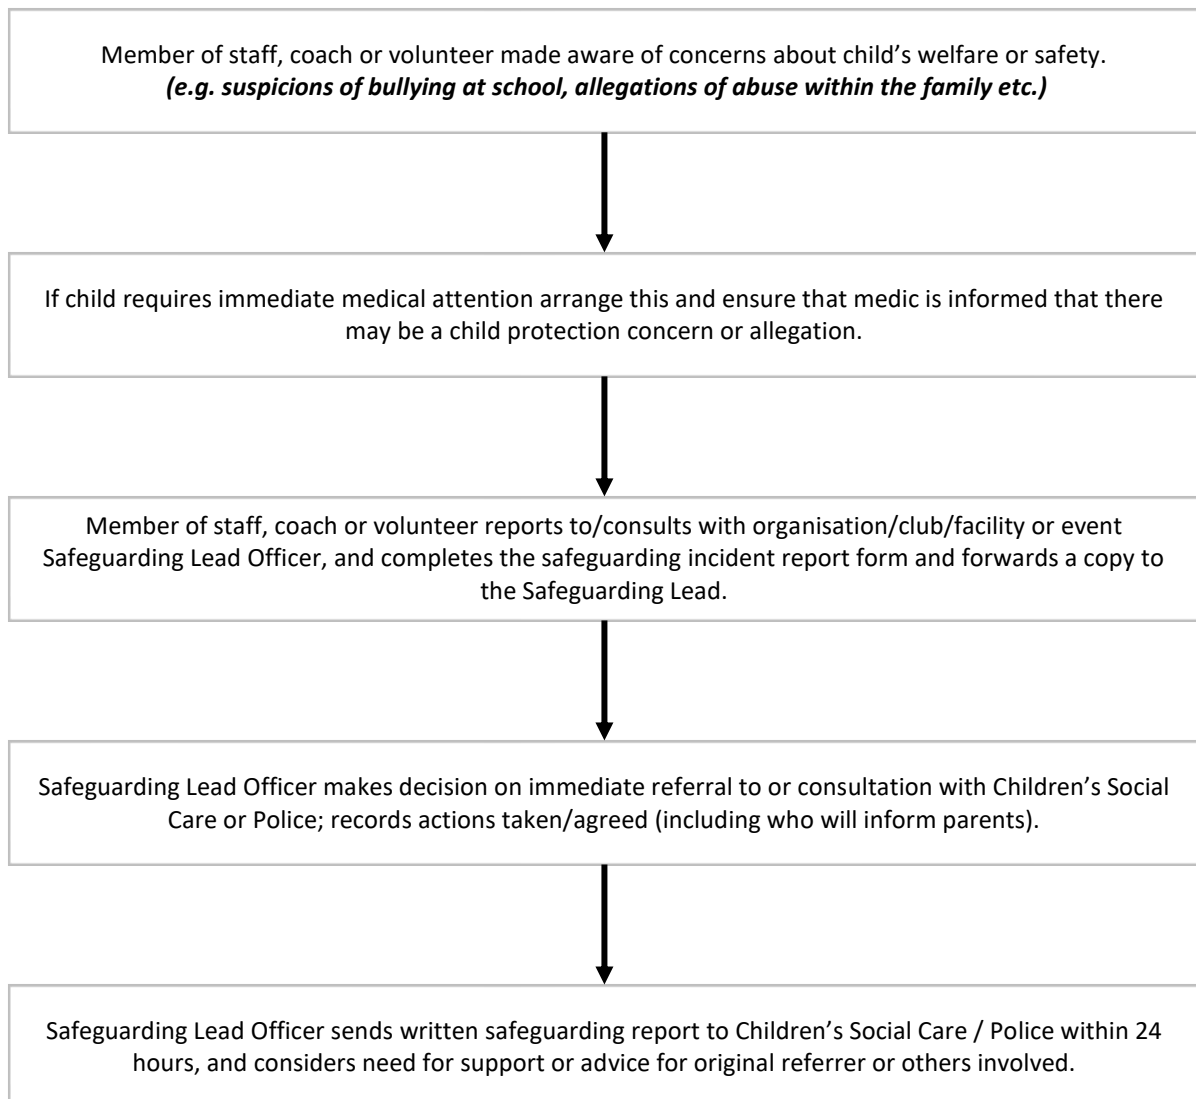 Member of staff, coach or volunteer made aware of concerns about child’s welfare or safety.
(e.g. suspicions of bullying at school, allegations of abuse within the family etc.)
If child requires immediate medical attention arrange this and ensure that medic is informed that there
may be a child protection concern or allegation.
Member of staff, coach or volunteer reports to/consults with organisation/club/facility or event
Safeguarding Lead Officer, and completes the safeguarding incident report form and forwards a copy to
the Safeguarding Lead.
Safeguarding Lead Officer makes decision on immediate referral to or consultation with Children’s Social
Care or Police; records actions taken/agreed (including who will inform parents).
Safeguarding Lead Officer sends written safeguarding report to Children’s Social Care / Police within 24
hours, and considers need for support or advice for original referrer or others involved.